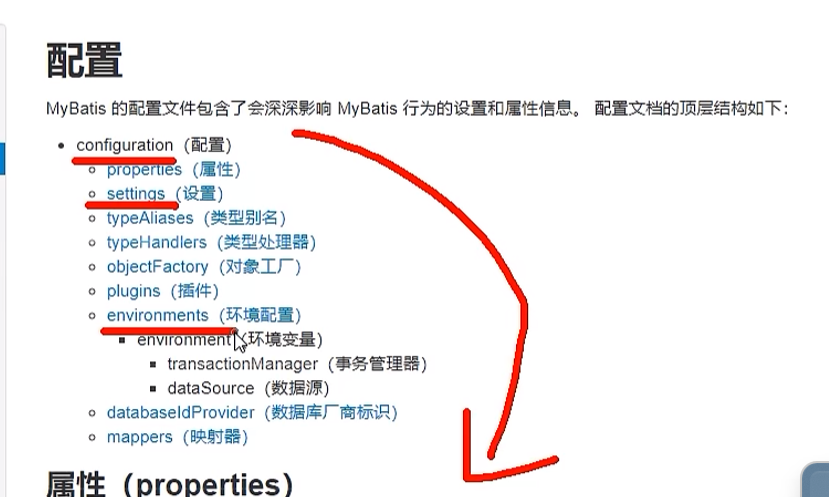 配置
MyBatis 的配置文件包含了会深深影响 MyBatis 行为的设置和属性信息。 配置文档的顶层结构如下：
configuration（配置）
properties（属性）
settings（设置）
typeAliases（类型别名）
typeHandlers（类型处理器）
objectFactory（对象工厂）
plugins（插件）
environments（环境配置）
environment（环境变量）
transactionManager（事务管理器）
dataSource（数据源）
databaseIdProvider（数据库厂商标识）
mappers（映射器）
属性（properties）